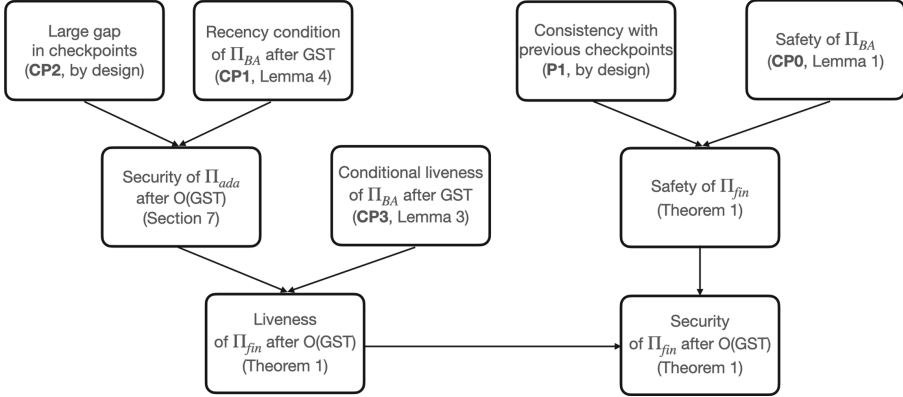 Large gap
in checkpoints
(CP2, by design)
Recency condition
of Π_BA after GST
(CP1, Lemma 4)
Consistency with
previous checkpoints
(P1, by design)
Safety of Π_BA
(CP0, Lemma 1)
Security of Π_ada
after O(GST)
(Section 7)
Conditional liveness
of Π_BA after GST
(CP3, Lemma 3)
Safety of Π_fin
(Theorem 1)
Liveness
of Π_fin after O(GST)
(Theorem 1)
Security
of Π_fin after O(GST)
(Theorem 1)